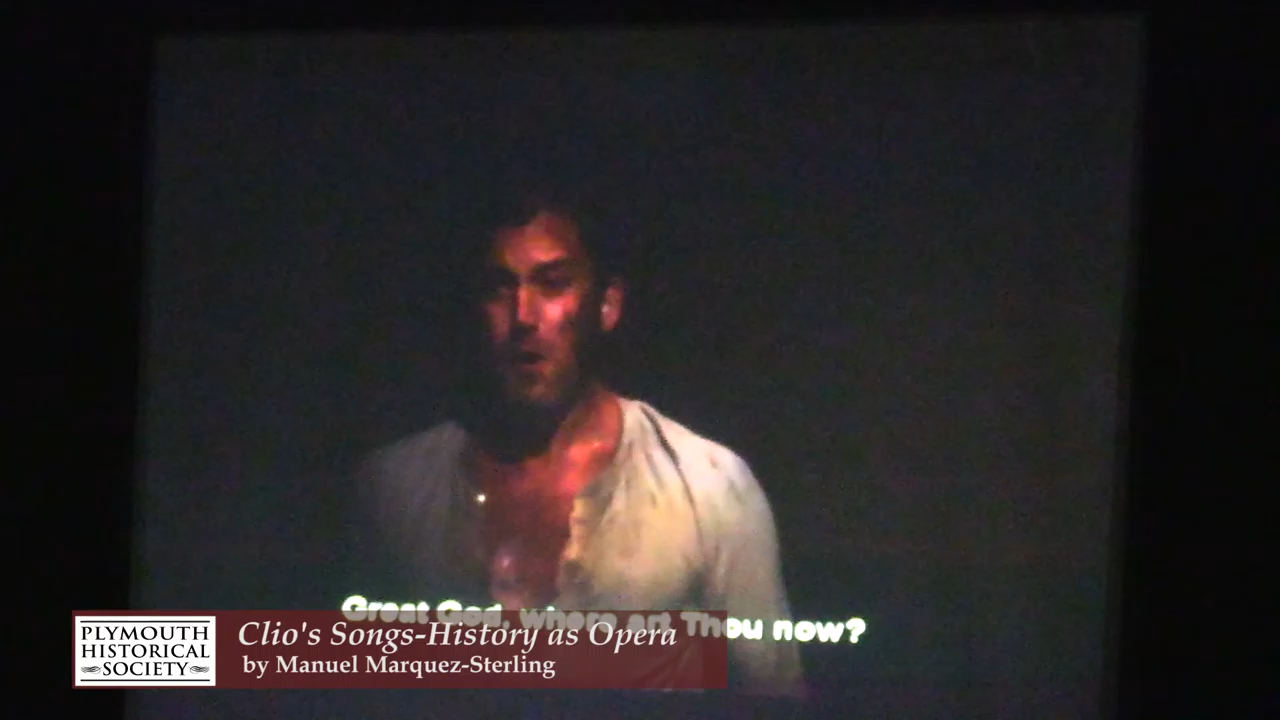 Great God, where art Thou now?
PLYMOUTH
HISTORICAL
SOCIETY
Clio's Songs-History as Opera
by Manuel Marquez-Sterling